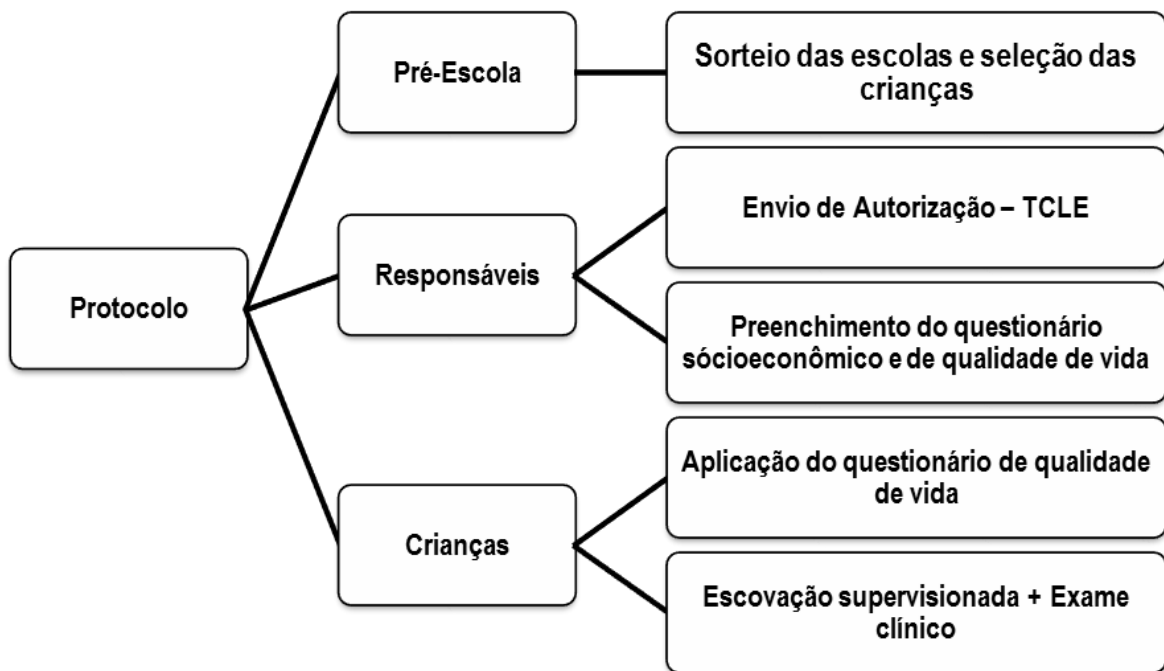 Protocolo
Pré-Escola
Sorteio das escolas e seleção das
crianças
Responsáveis
Envio de Autorização – TCLE
Preenchimento do questionário
sócioeconômico e de qualidade de vida
Crianças
Aplicação do questionário de qualidade
de vida
Escovação supervisionada + Exame
clínico